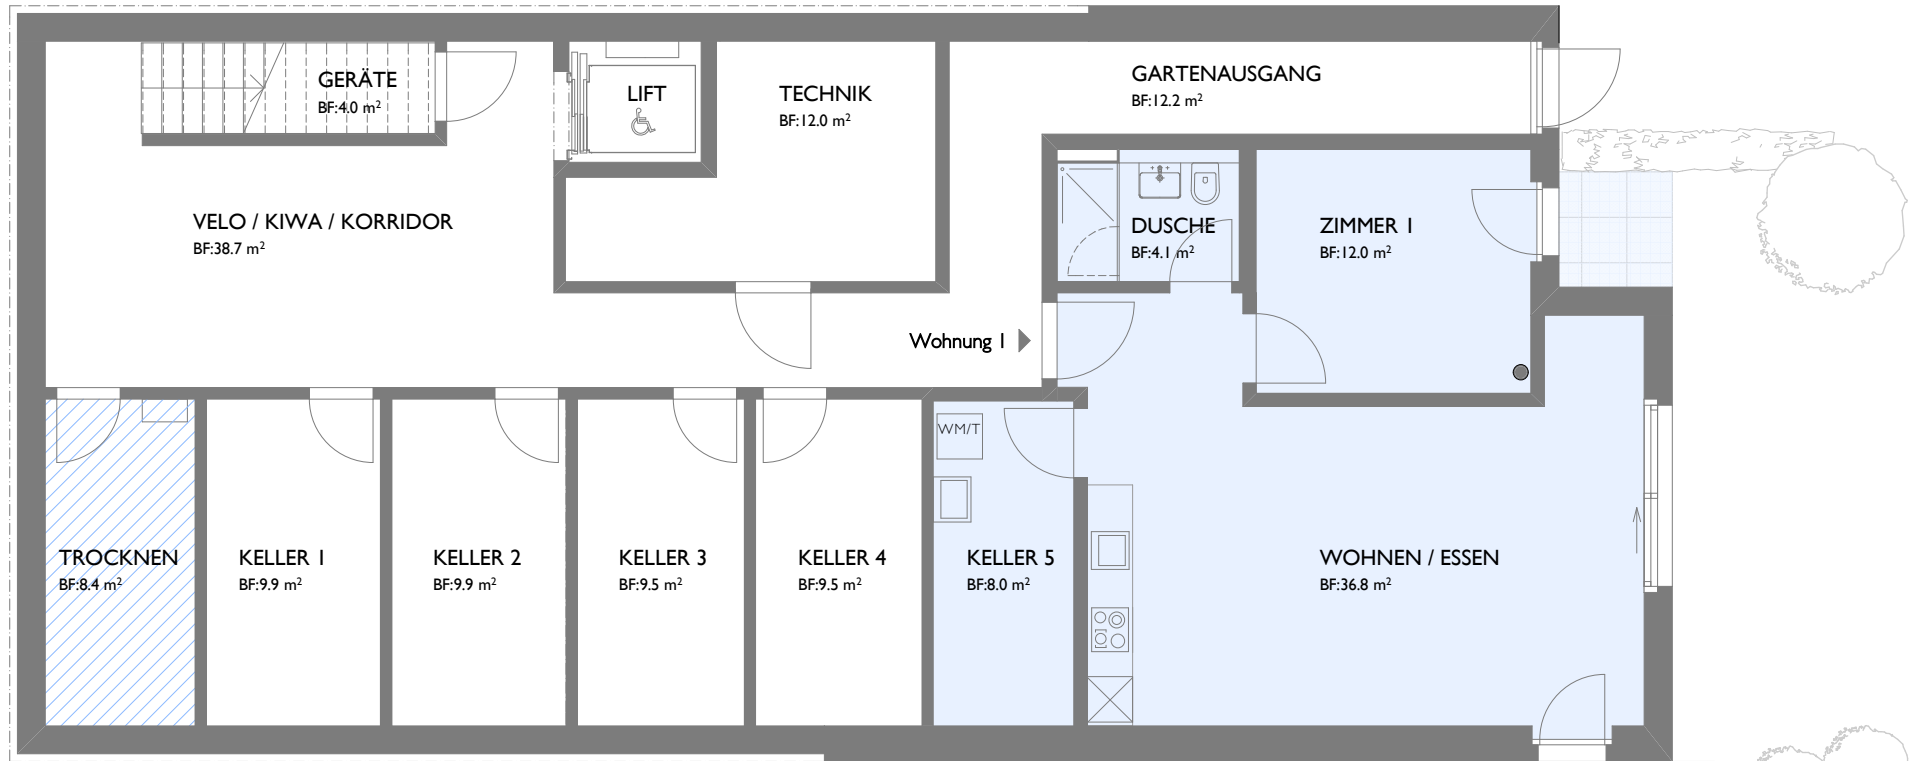 GERÄTE
BF:4.0 m²
LIFT
TECHNIK
BF:12.0 m²
GARTENAUSGANG
BF:12.2 m²
VELO / KIWA / KORRIDOR
BF:38.7 m²
DUSCHE
BF:4.1 m²
ZIMMER 1
BF:12.0 m²
Wohnung 1
WM/T
TROCKNEN
BF:8.4 m²
KELLER 1
BF:9.9 m²
KELLER 2
BF:9.9 m²
KELLER 3
BF:9.5 m²
KELLER 4
BF:9.5 m²
KELLER 5
BF:8.0 m²
WOHNEN / ESSEN
BF:36.8 m²